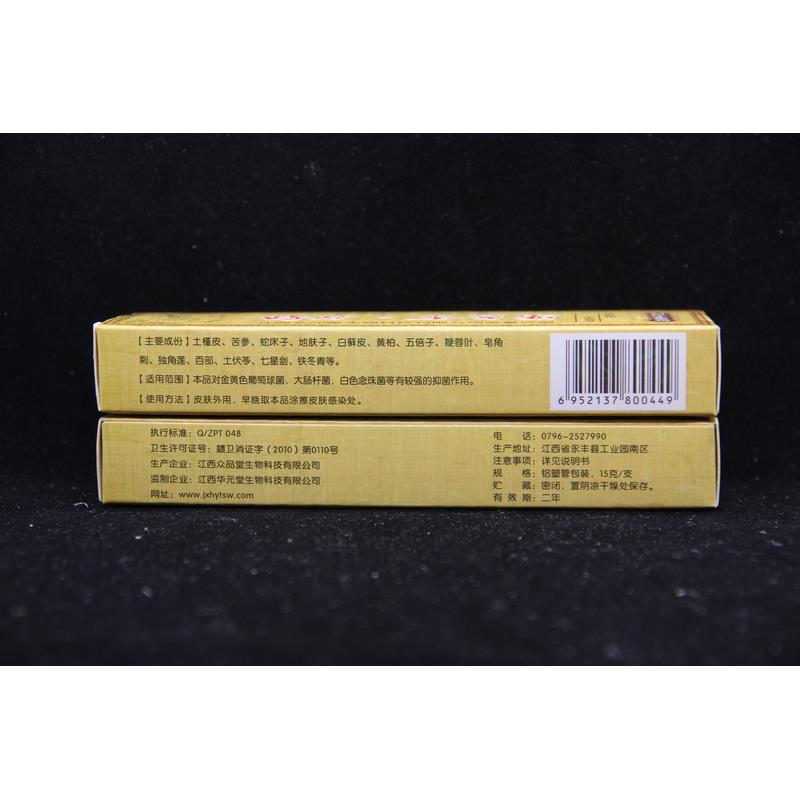 【主要成份】土槿皮、苦参、蛇床子、地肤子、白藓皮、黄柏、五倍子、鞭蓉叶、皂角
刺、独角莲、百部、土伏苓、七星剑、铁冬青等。
【适用范围】本品对金黄色葡萄球菌，大肠杆菌，白色念珠菌等有较强的抑菌作用。
【使用方法】皮肤外用，早晚取本品涂擦皮肤感染处。
6 952137 800449
执行标准：Q/ZPT 048
卫生许可证号：赣卫消证字（2010）第0110号
生产企业：江西众品堂生物科技有限公司
监制企业：江西华元堂生物科技有限公司
网址：www.jxhytsw.com
电 话：0796-2527990
生产地址：江西省永丰县工业园南区
注意事项：详见说明书
规 格：铝塑管包装，15克/支
贮 藏：密闭，置阴凉干燥处保存。
有 效 期：二年